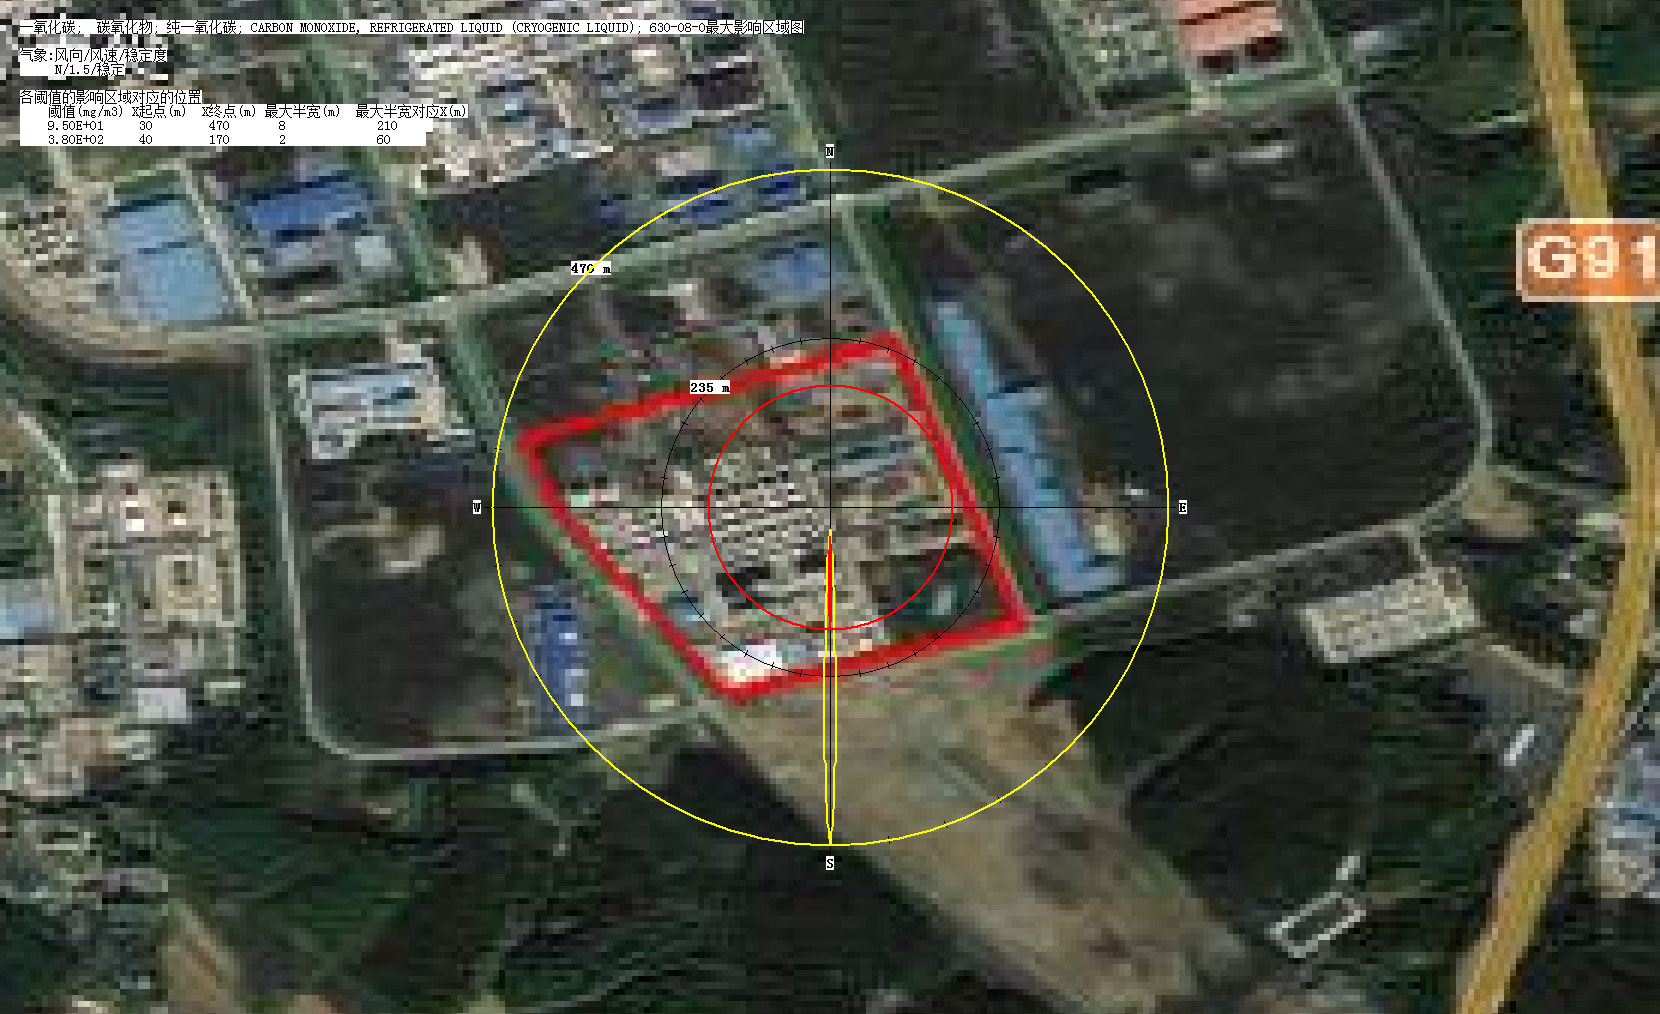 一氧化碳; 碳氧化物; 纯一氧化碳; CARBON MONOXIDE, REFRIGERATED LIQUID (CRYOGENIC LIQUID); 630-08-0最大影响区域图
气象:风向/风速/稳定度
N/1.5/稳定
各阈值的影响区域对应的位置
阈值(mg/m3) X起点(m) X终点(m) 最大半宽(m) 最大半宽对应X(m)
9.50E+01 30 470 8 210
3.80E+02 40 170 2 60
N
G91
470 m
235 m
W
E
S